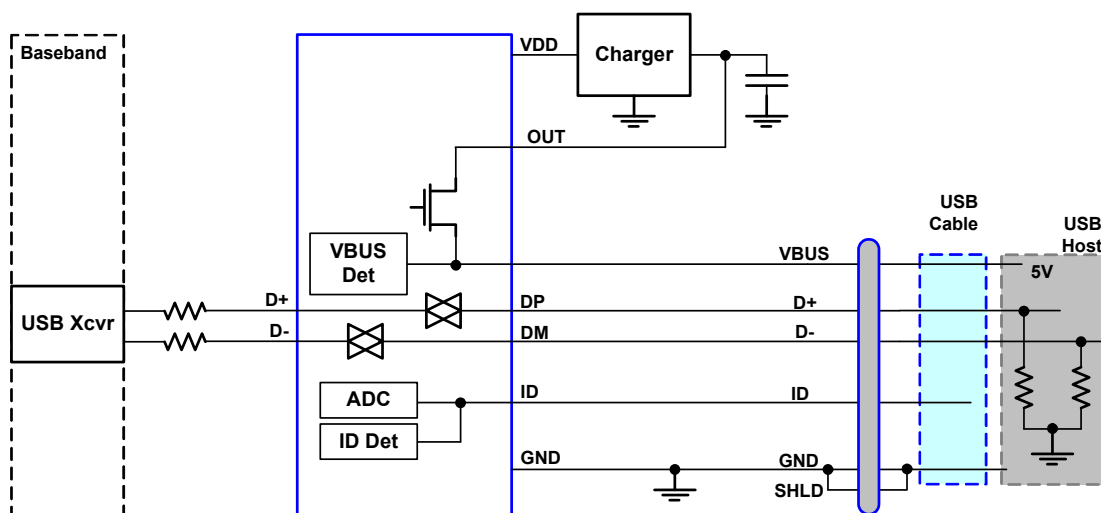 Baseband
VDD
Charger
OUT
USB
Cable
USB
Host
VBUS
Det
VBUS
5V
USB Xcvr
D+
DP
D+
D-
DM
D-
ADC
ID
ID
ID Det
GND
GND
SHLD